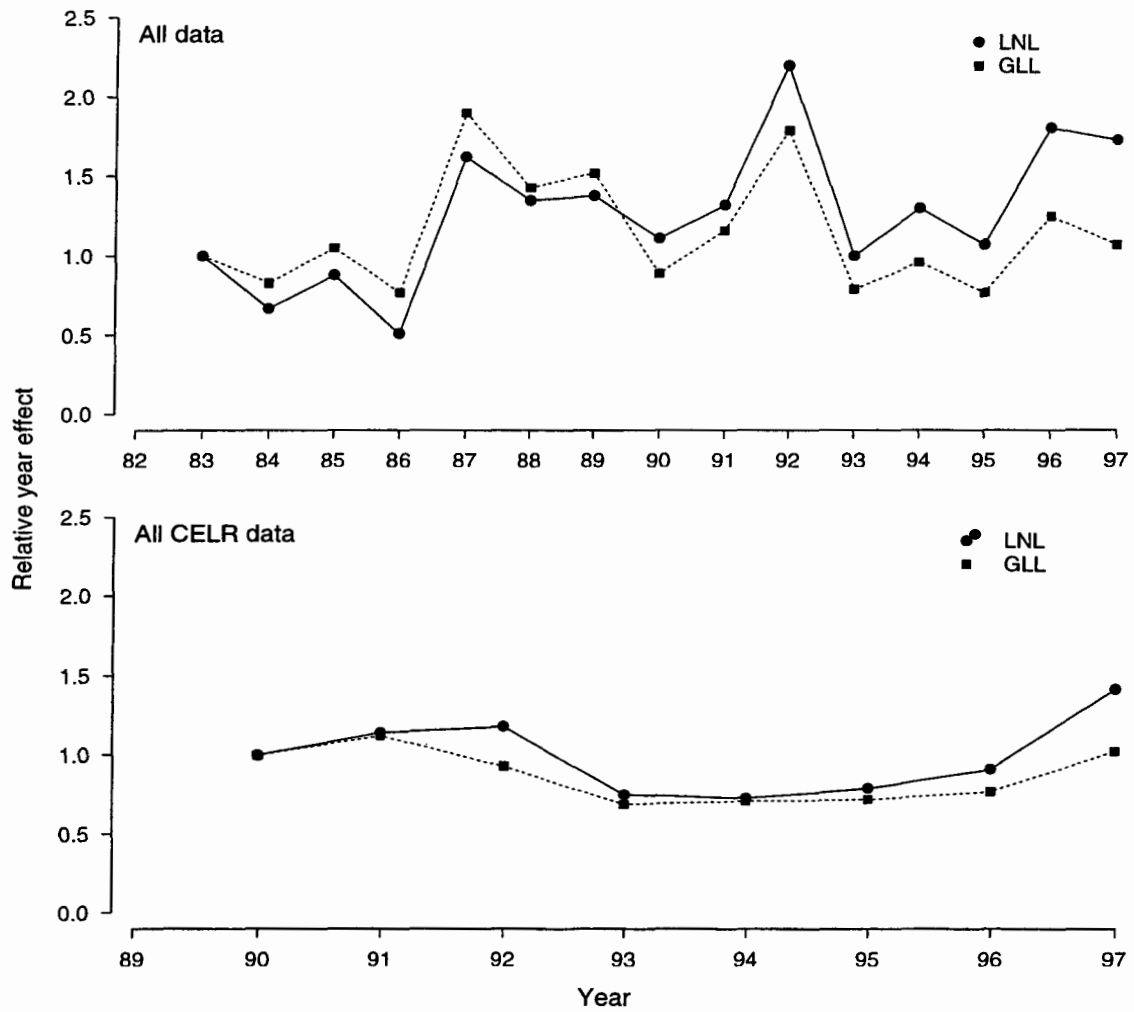 Relative year effect
All data
LNL
GLL
2.5
2.0
1.5
1.0
0.5
0.0
82 83 84 85 86 87 88 89 90 91 92 93 94 95 96 97
All CELR data
LNL
GLL
2.5
2.0
1.5
1.0
0.5
0.0
89 90 91 92 93 94 95 96 97
Year